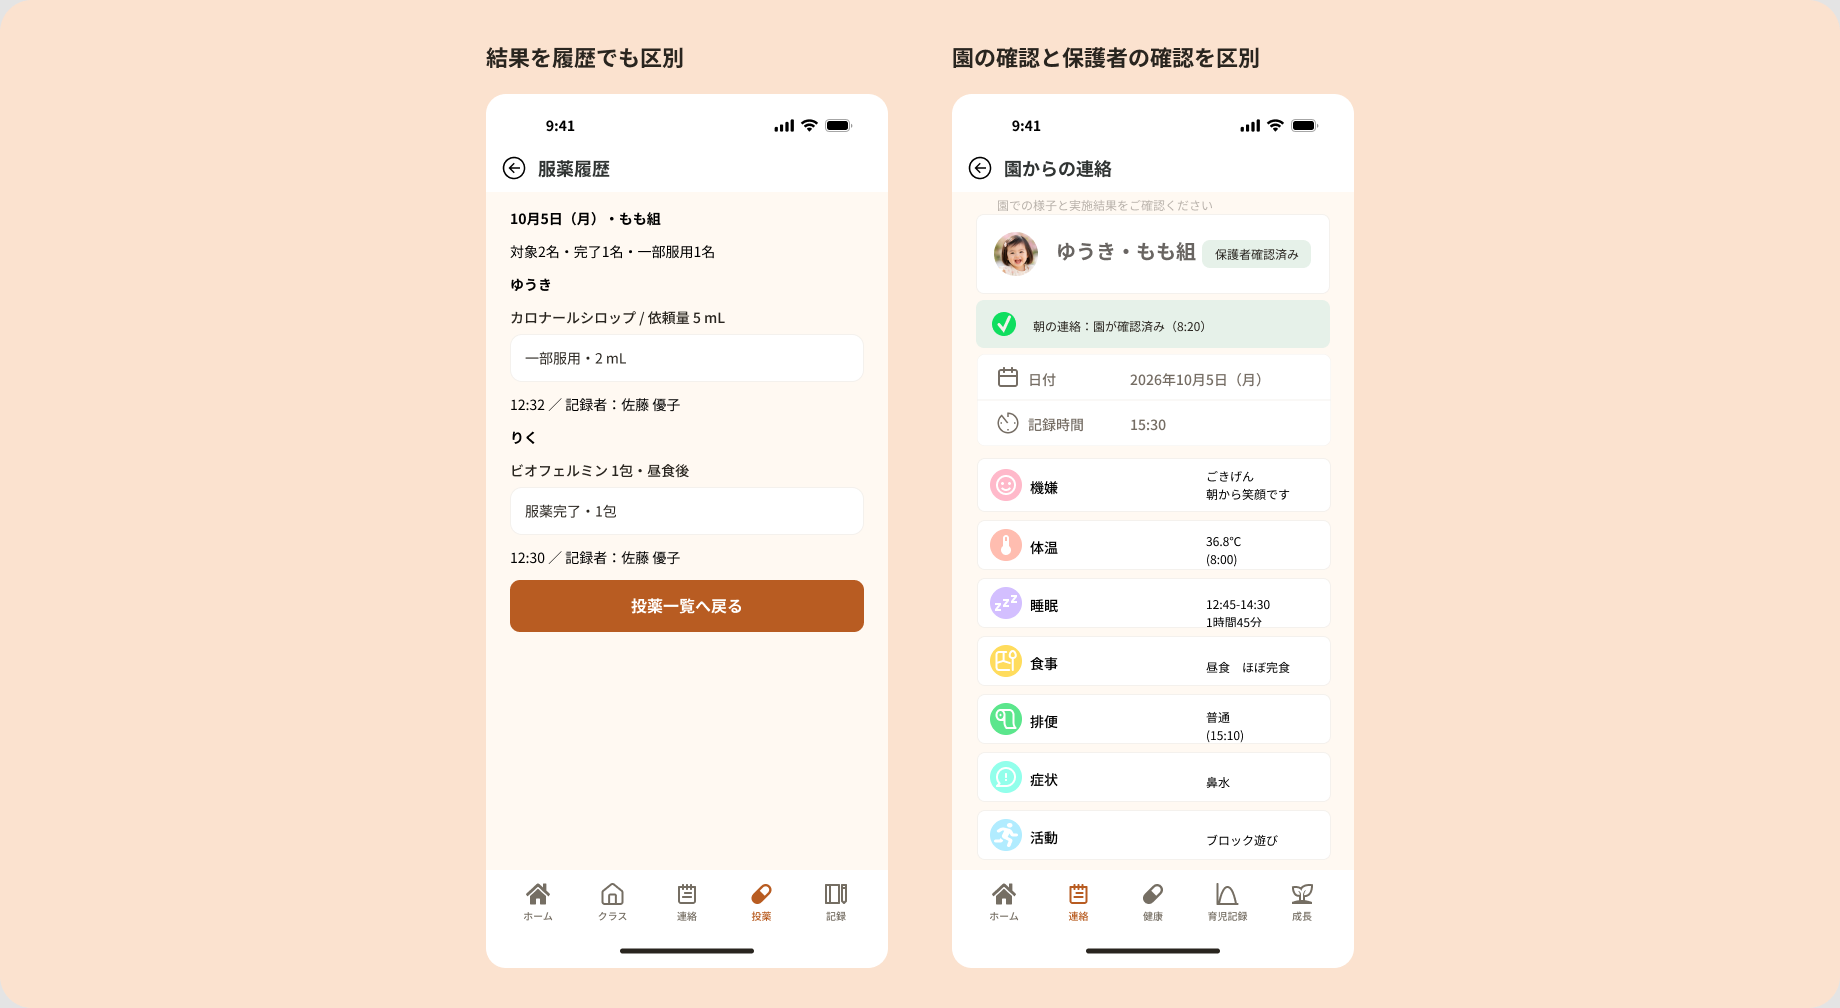 結果を履歴でも区別
9:41
服薬履歴
10月5日（月）・もも組
対象2名・完了1名・一部服用1名
ゆうき
カロナールシロップ / 依頼量 5 mL
一部服用・2 mL
12:32 ／ 記録者：佐藤 優子
りく
ビオフェルミン 1包・昼食後
服薬完了・1包
12:30 ／ 記録者：佐藤 優子
投薬一覧へ戻る
ホーム クラス 連絡 投薬 記録
園の確認と保護者の確認を区別
9:41
園からの連絡
園での様子と実施結果をご確認ください
ゆうき・もも組 保護者確認済み
朝の連絡：園が確認済み（8:20）
日付 2026年10月5日（月）
記録時間 15:30
機嫌 ごきげん
朝から笑顔です
体温 36.8℃
(8:00)
睡眠 12:45-14:30
1時間45分
食事 昼食　ほぼ完食
排便 普通
(15:10)
症状 鼻水
活動 ブロック遊び
ホーム 連絡 健康 育児記録 成長